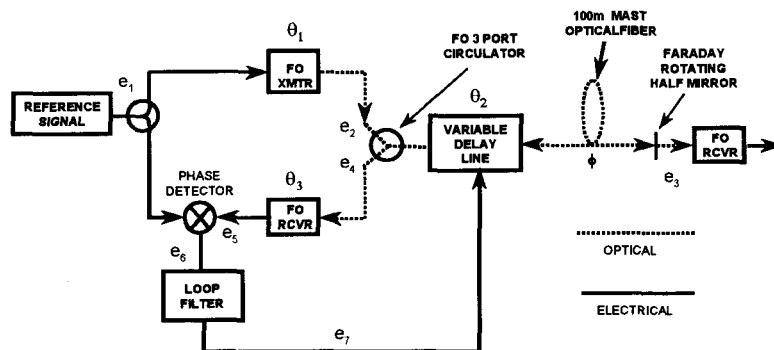 100m MAST
OPTICALFIBER
FO 3 PORT
CIRCULATOR
FARADAY
ROTATING
HALF MIRROR
θ1
FO
XMTR
e1
REFERENCE
SIGNAL
e2
e4
θ2
VARIABLE
DELAY
LINE
ϕ
e3
FO
RCVR
PHASE
DETECTOR
θ3
FO
RCVR
e5
e6
LOOP
FILTER
e7
OPTICAL
ELECTRICAL